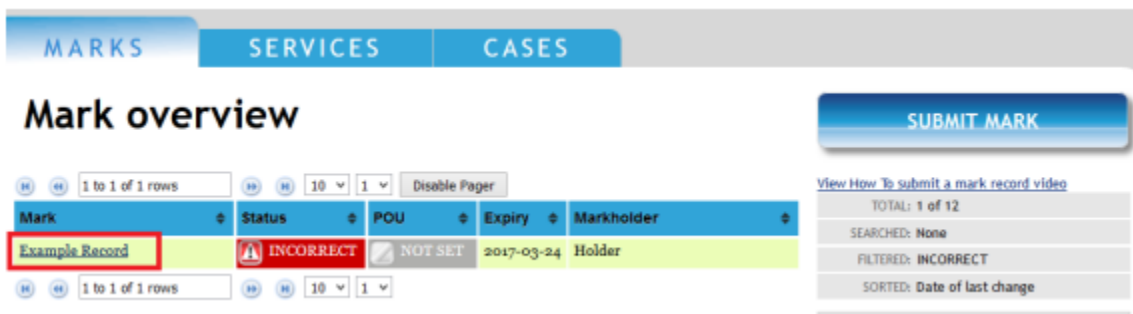 MARKS SERVICES CASES
Mark overview
SUBMIT MARK
1 to 1 of 1 rows 10 1 Disable Pager
View How To submit a mark record video
Mark Status POU Expiry Markholder
TOTAL: 1 of 12
Example Record INCORRECT NOT SET 2017-03-24 Holder
SEARCHED: None
FILTERED: INCORRECT
1 to 1 of 1 rows 10 1
SORTED: Date of last change